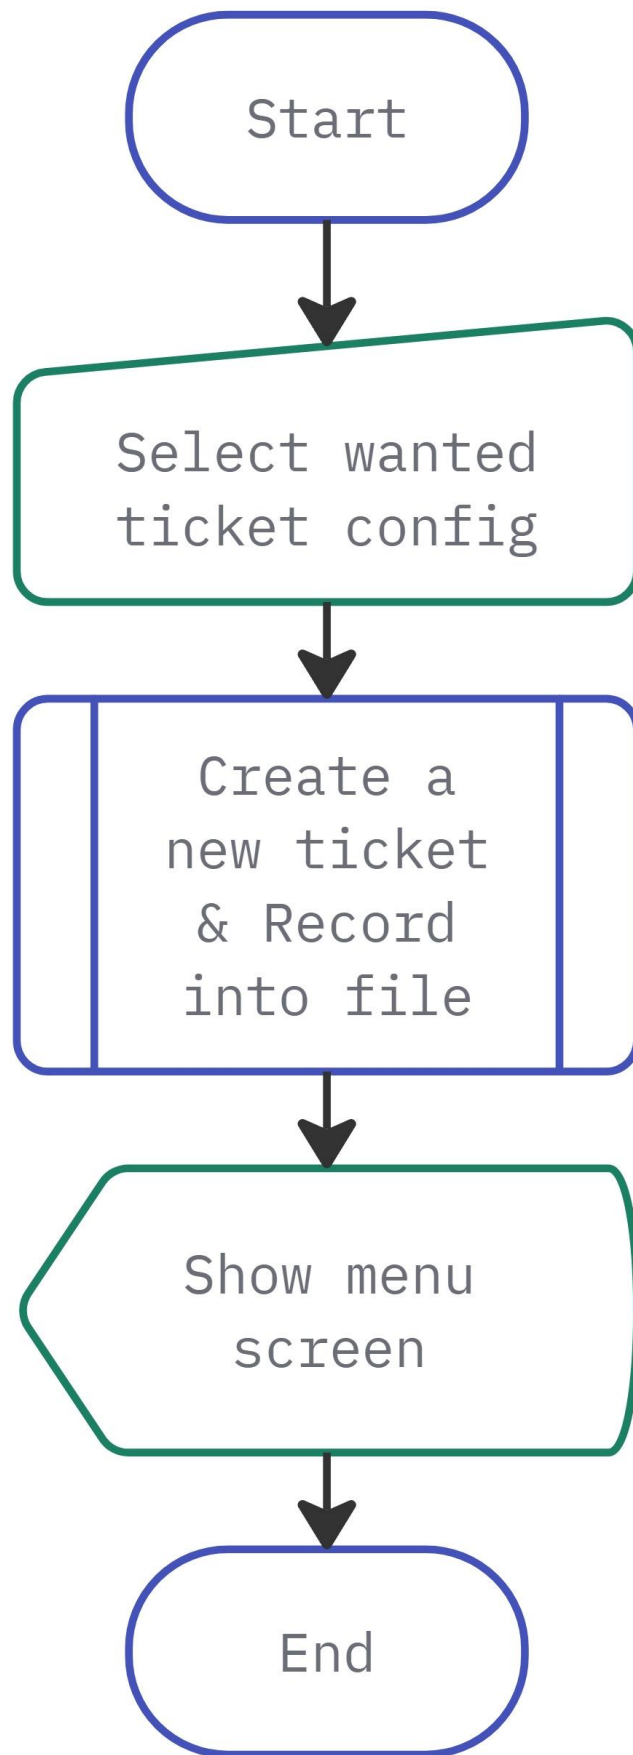 Start
Select wanted
ticket config
Create a
new ticket
& Record
into file
Show menu
screen
End